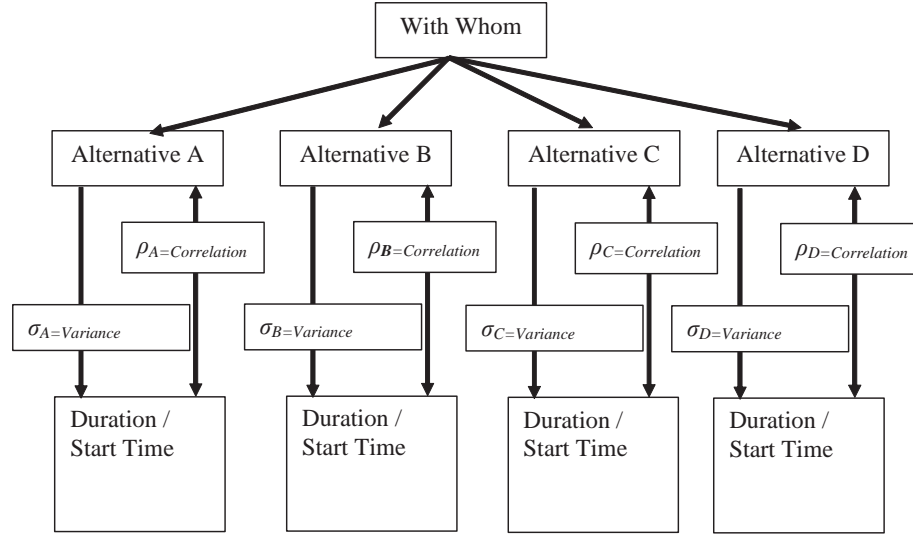 With Whom
Alternative A
Alternative B
Alternative C
Alternative D
ρA=Correlation
ρB=Correlation
ρC=Correlation
ρD=Correlation
σA=Variance
σB=Variance
σC=Variance
σD=Variance
Duration /
Start Time
Duration /
Start Time
Duration /
Start Time
Duration /
Start Time